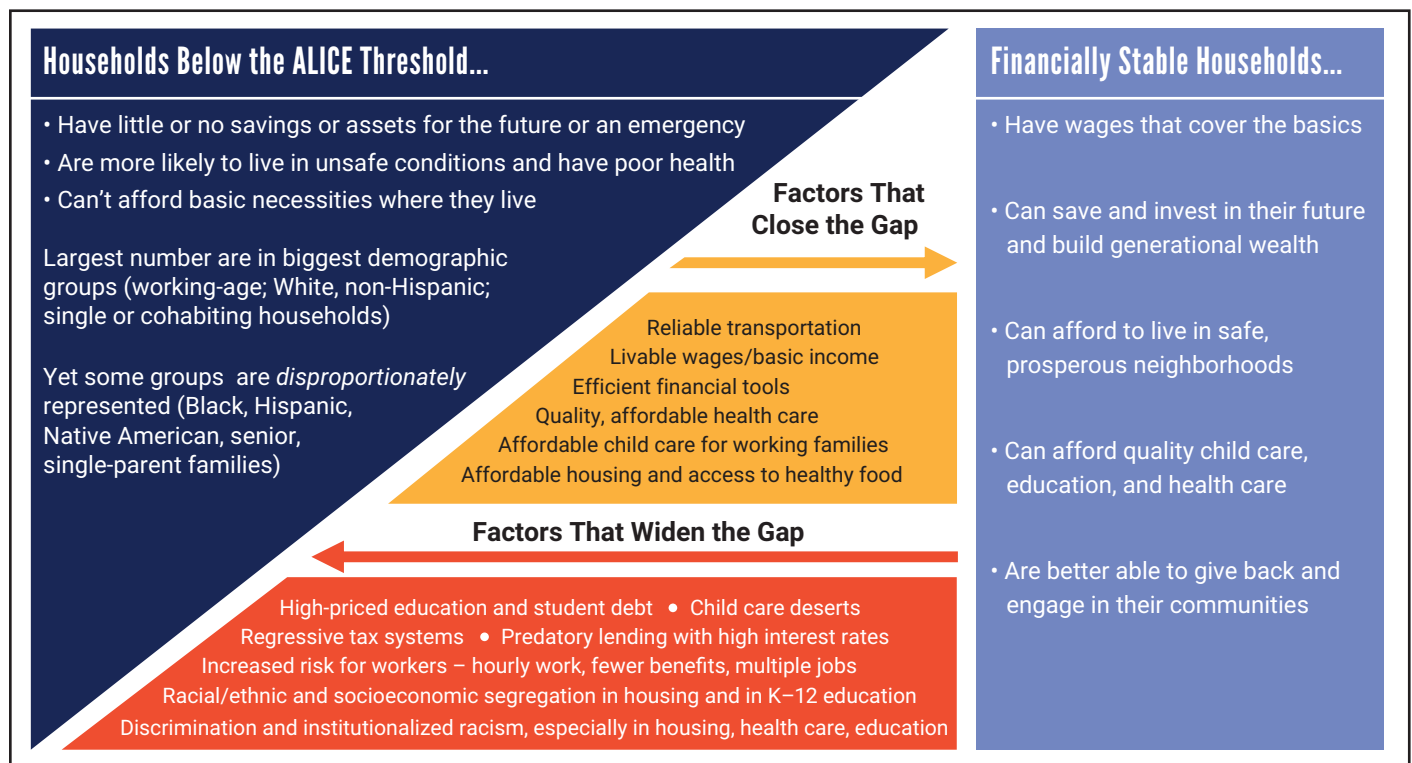 Households Below the ALICE Threshold...
• Have little or no savings or assets for the future or an emergency
• Are more likely to live in unsafe conditions and have poor health
• Can’t afford basic necessities where they live
Largest number are in biggest demographic
groups (working-age; White, non-Hispanic;
single or cohabiting households)
Yet some groups are disproportionately
represented (Black, Hispanic,
Native American, senior,
single-parent families)
Factors That
Close the Gap
Reliable transportation
Livable wages/basic income
Efficient financial tools
Quality, affordable health care
Affordable child care for working families
Affordable housing and access to healthy food
Factors That Widen the Gap
High-priced education and student debt • Child care deserts
Regressive tax systems • Predatory lending with high interest rates
Increased risk for workers – hourly work, fewer benefits, multiple jobs
Racial/ethnic and socioeconomic segregation in housing and in K–12 education
Discrimination and institutionalized racism, especially in housing, health care, education
Financially Stable Households...
• Have wages that cover the basics
• Can save and invest in their future
and build generational wealth
• Can afford to live in safe,
prosperous neighborhoods
• Can afford quality child care,
education, and health care
• Are better able to give back and
engage in their communities